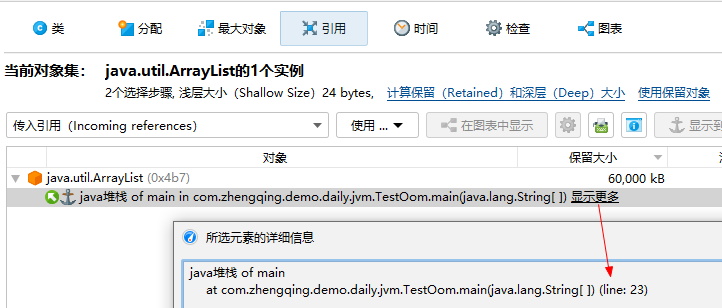 类 分配 最大对象 引用 时间 检查 图表
当前对象集： java.util.ArrayList的1个实例
2个选择步骤, 浅层大小（Shallow Size）24 bytes, 计算保留（Retained）和深层（Deep）大小 使用保留对象
传入引用（Incoming references） 使用 ... 在图表中显示 显示到
对象 保留大小
java.util.ArrayList (0x4b7) 60,000 kB
java堆栈 of main in com.zhengqing.demo.daily.jvm.TestOom.main(java.lang.String[ ]) 显示更多
所选元素的详细信息
java堆栈 of main
at com.zhengqing.demo.daily.jvm.TestOom.main(java.lang.String[ ]) (line: 23)